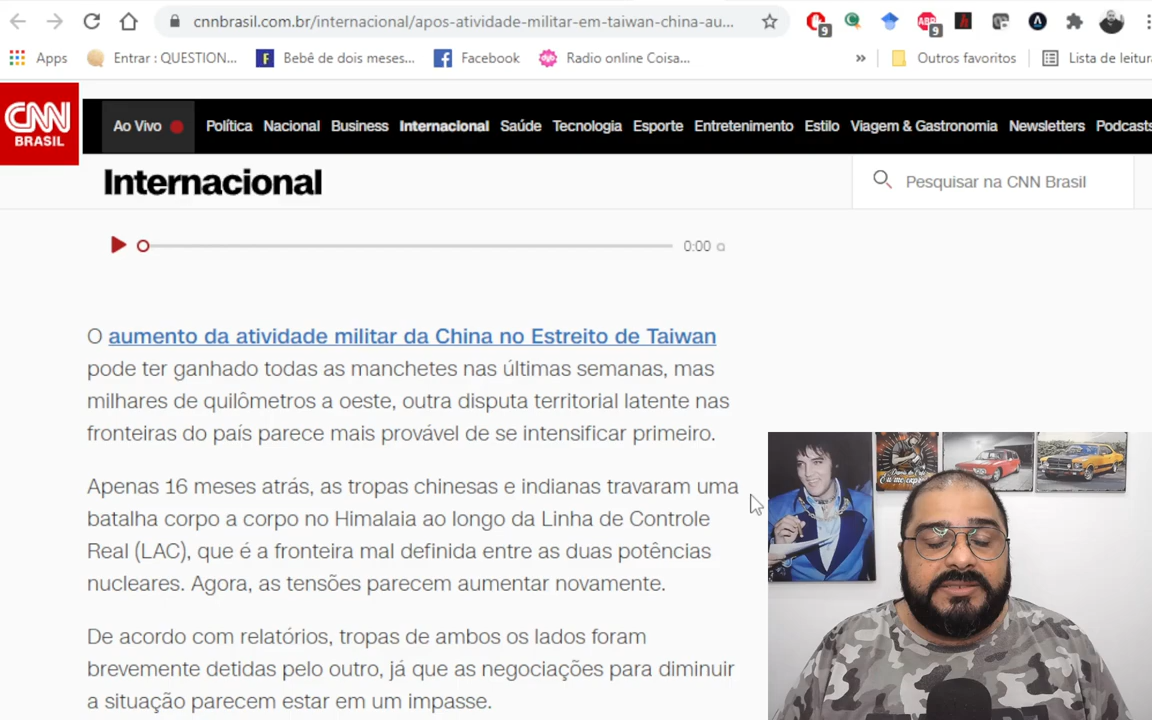 cnnbrasil.com.br/internacional/apos-atividade-militar-em-taiwan-china-au...
9
ABP
9
Apps
Entrar : QUESTION...
F
Bebê de dois meses...
Facebook
Radio online Coisa...
»
Outros favoritos
Lista de leitur
CNN
BRASIL
Ao Vivo
Política
Nacional
Business
Internacional
Saúde
Tecnologia
Esporte
Entretenimento
Estilo
Viagem & Gastronomia
Newsletters
Podcasts
Internacional
Pesquisar na CNN Brasil
0:00
O aumento da atividade militar da China no Estreito de Taiwan
pode ter ganhado todas as manchetes nas últimas semanas, mas
milhares de quilômetros a oeste, outra disputa territorial latente nas
fronteiras do país parece mais provável de se intensificar primeiro.
Apenas 16 meses atrás, as tropas chinesas e indianas travaram uma
batalha corpo a corpo no Himalaia ao longo da Linha de Controle
Real (LAC), que é a fronteira mal definida entre as duas potências
nucleares. Agora, as tensões parecem aumentar novamente.
De acordo com relatórios, tropas de ambos os lados foram
brevemente detidas pelo outro, já que as negociações para diminuir
a situação parecem estar em um impasse.